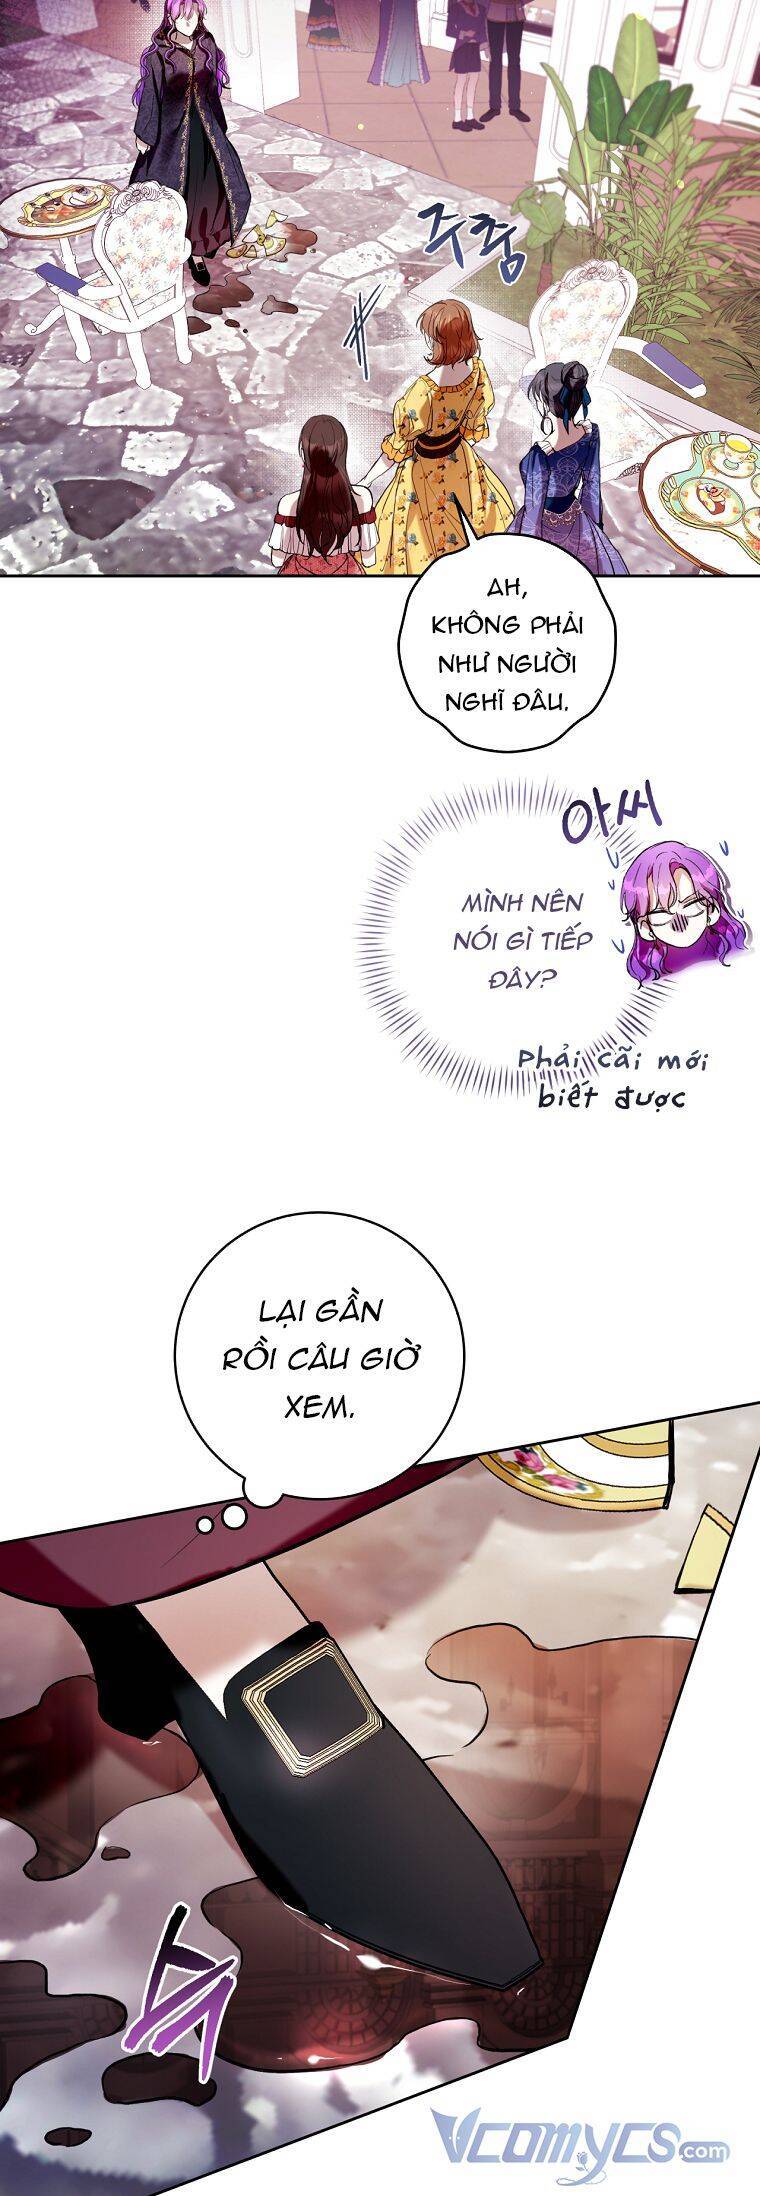 주춤
AH,
KHÔNG PHẢI
NHƯ NGƯỜI
NGHĨ ĐÂU.
아씨
MÌNH NÊN
NÓI GÌ TIẾP
ĐÂY?
Phải cãi mới
biết được
LẠI GẦN
RỒI CÂU GIỜ
XEM.
VCOMYCS.com